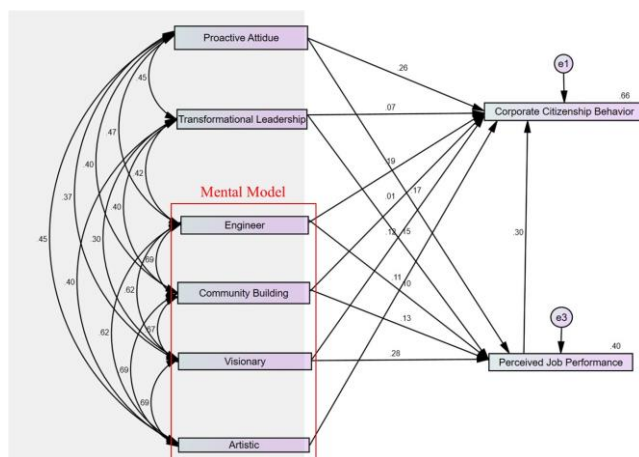 Proactive Attidue
e1
.66
.26
.45
Corporate Citizenship Behavior
Transformational Leadership
.07
.47
.40
.42
.19
Mental Model
.37
.17
.40
.01
Engineer
.45
.30
.12
.15
.30
.69
.40
.62
.11
.10
Community Building
e3
.67
.13
.62
.40
Visionary
.28
Perceived Job Performance
.69
.69
Artistic